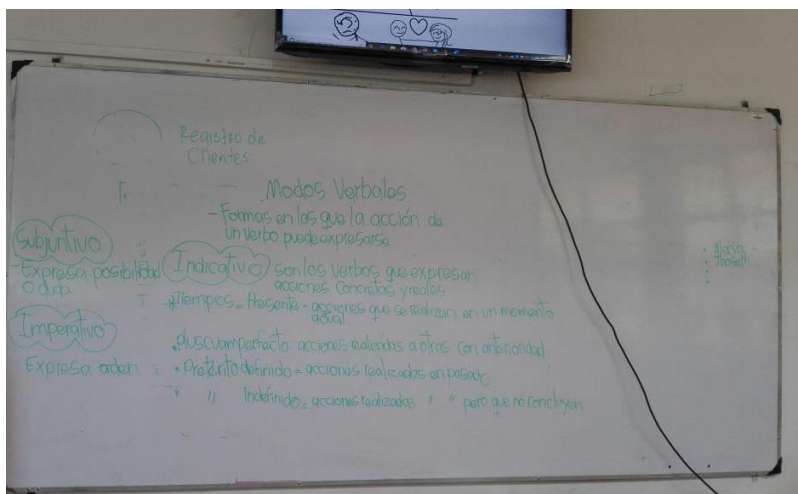 Registro de
Clientes
Modos Verbales
- Formas en las que la acción de
un verbo puede expresarse
Subjuntivo
Expresa posibilidad
O duda
Indicativo
son los verbos que expresan
acciones concretas y reales
*Tiempos = Presente = acciones que se realizan en un momento
actual
Imperativo
Expresa orden
• Pluscuamperfecto acciones realizadas a otras con anterioridad
• Pretérito definido = acciones realizadas en pasado
• " Indefinido = acciones realizadas " " pero que no concluyen